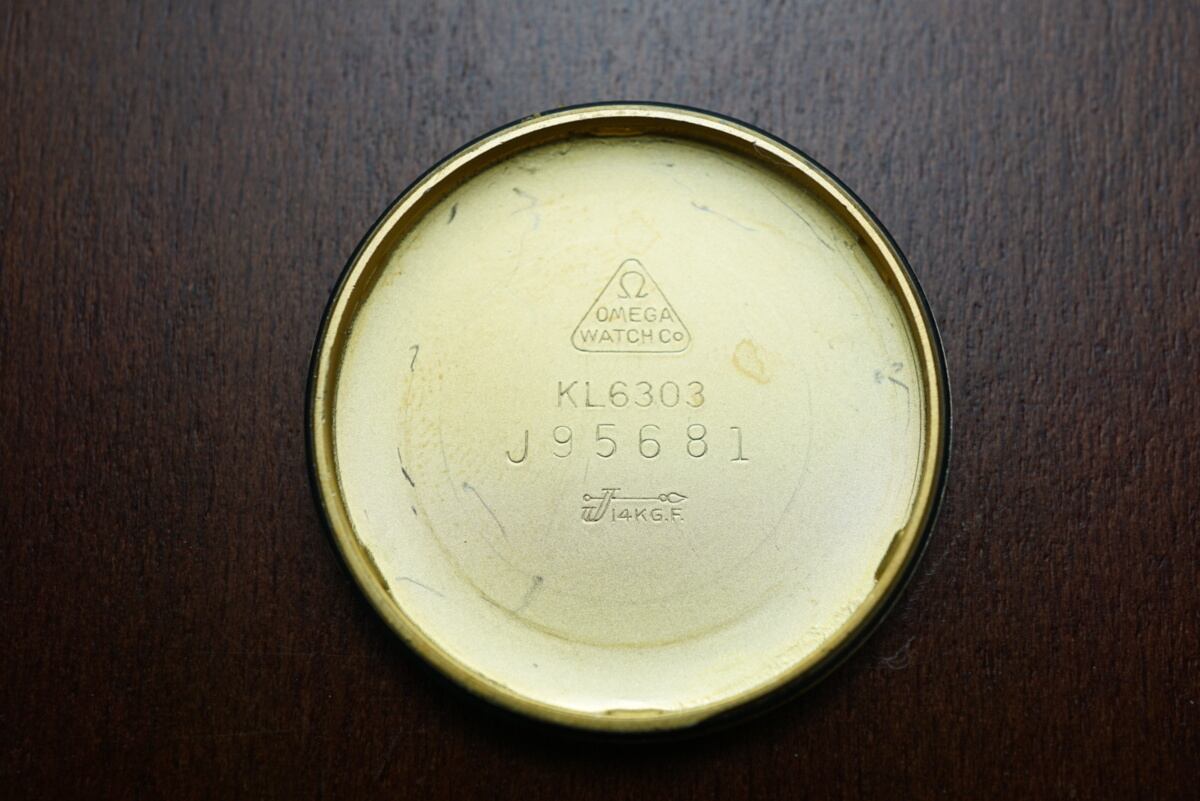 Ω
OMEGA
WATCH Co
KL6303
J95681
14K G.F.